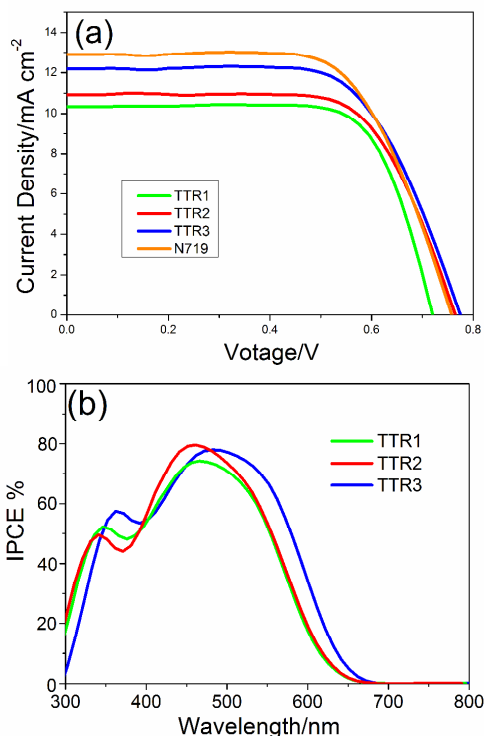 (a)
Current Density/mA cm-2
14
12
10
8
6
4
2
0
TTR1
TTR2
TTR3
N719
0.0 0.2 0.4 0.6 0.8
Votage/V
(b)
IPCE %
100
80
60
40
20
0
TTR1
TTR2
TTR3
300 400 500 600 700 800
Wavelength/nm